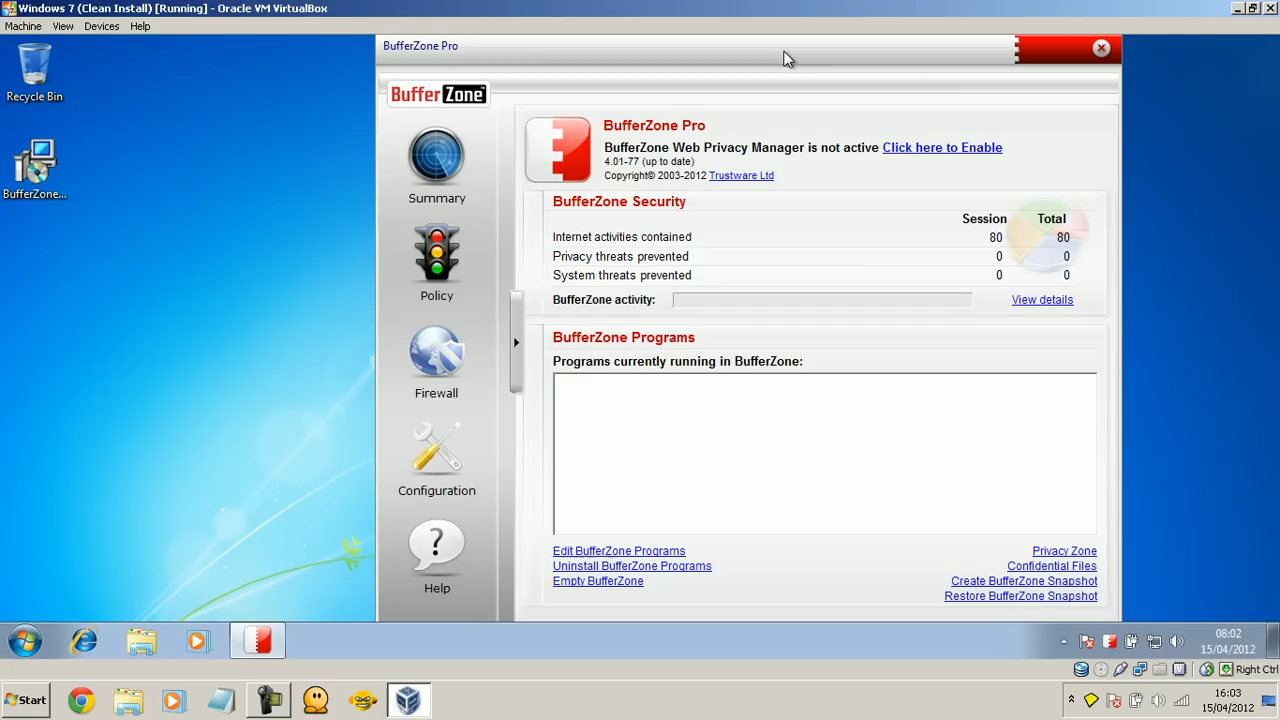 Windows 7 (Clean Install) [Running] - Oracle VM VirtualBox
Machine View Devices Help
Recycle Bin
BufferZone...
BufferZone Pro
BufferZone
Summary
Policy
Firewall
Configuration
Help
BufferZone Pro
BufferZone Web Privacy Manager is not active Click here to Enable
4.01-77 (up to date)
Copyright© 2003-2012 Trustware Ltd
BufferZone Security
Session Total
Internet activities contained 80 80
Privacy threats prevented 0 0
System threats prevented 0 0
BufferZone activity: View details
BufferZone Programs
Programs currently running in BufferZone:
Edit BufferZone Programs Privacy Zone
Uninstall BufferZone Programs Confidential Files
Empty BufferZone Create BufferZone Snapshot
Restore BufferZone Snapshot
08:02
15/04/2012
Right Ctrl
Start
16:03
15/04/2012